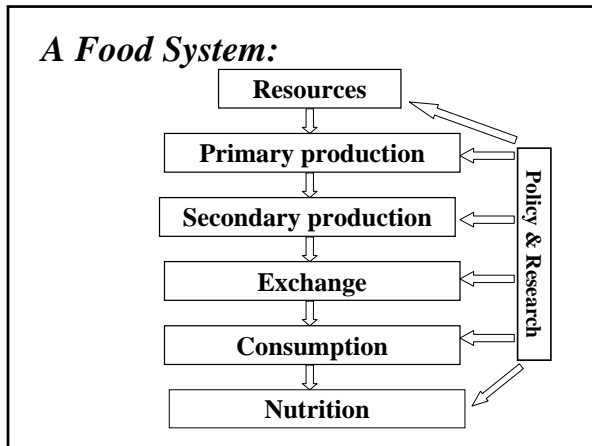 A Food System:
Resources
Primary production
Secondary production
Exchange
Consumption
Nutrition
Policy & Research